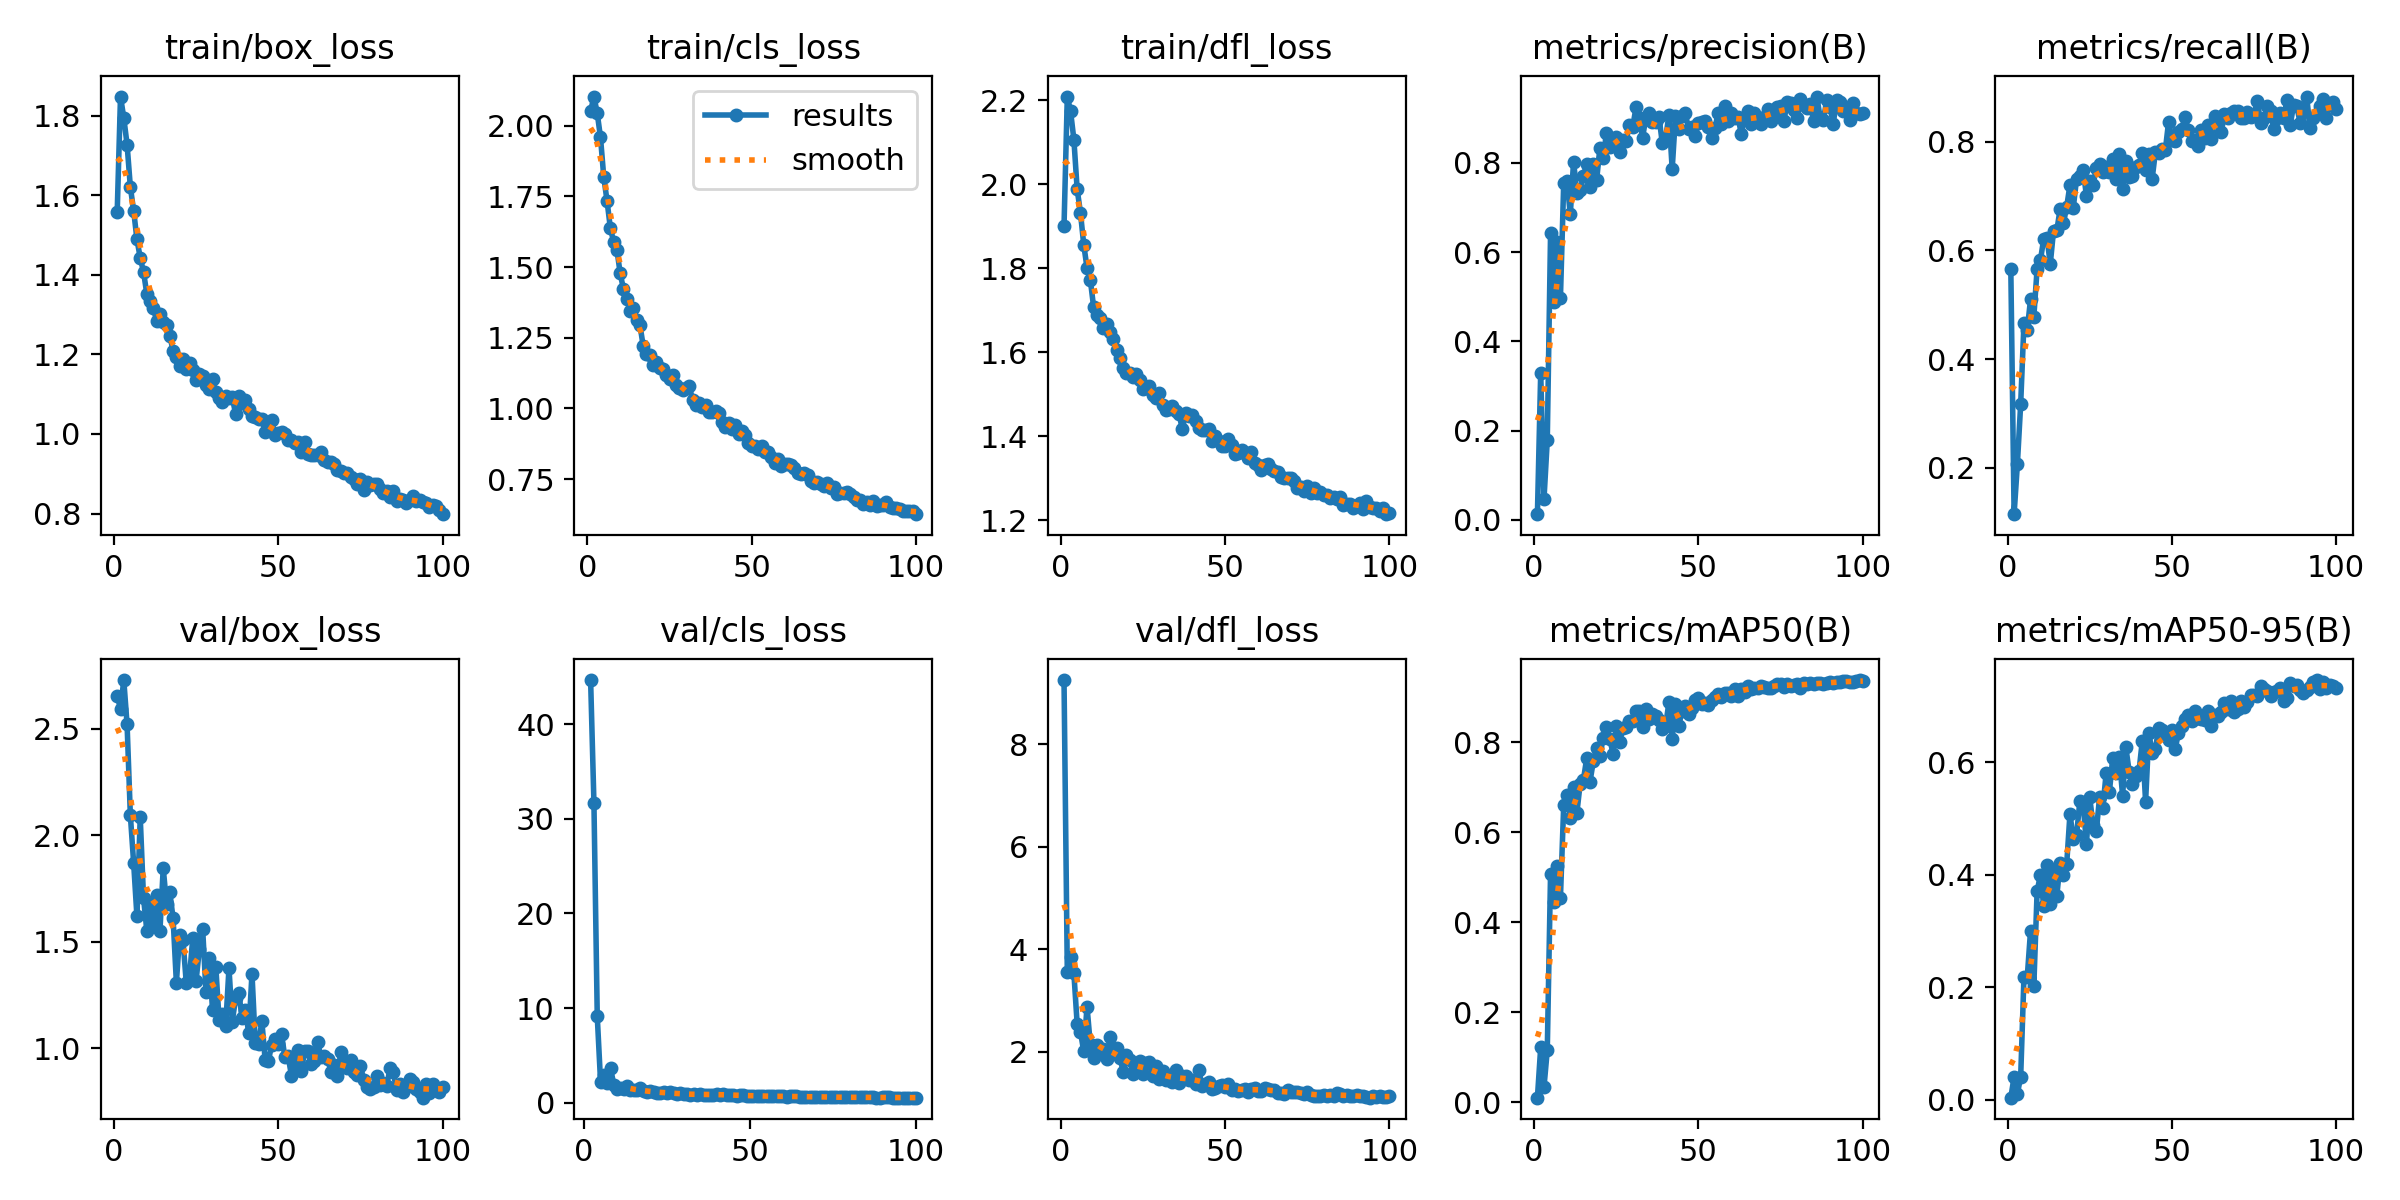 train/box_loss
1.8
1.6
1.4
1.2
1.0
0.8
0 50 100
train/cls_loss
results
smooth
2.00
1.75
1.50
1.25
1.00
0.75
0 50 100
train/dfl_loss
2.2
2.0
1.8
1.6
1.4
1.2
0 50 100
metrics/precision(B)
0.8
0.6
0.4
0.2
0.0
0 50 100
metrics/recall(B)
0.8
0.6
0.4
0.2
0 50 100
val/box_loss
2.5
2.0
1.5
1.0
0 50 100
val/cls_loss
40
30
20
10
0
0 50 100
val/dfl_loss
8
6
4
2
0 50 100
metrics/mAP50(B)
0.8
0.6
0.4
0.2
0.0
0 50 100
metrics/mAP50-95(B)
0.6
0.4
0.2
0.0
0 50 100